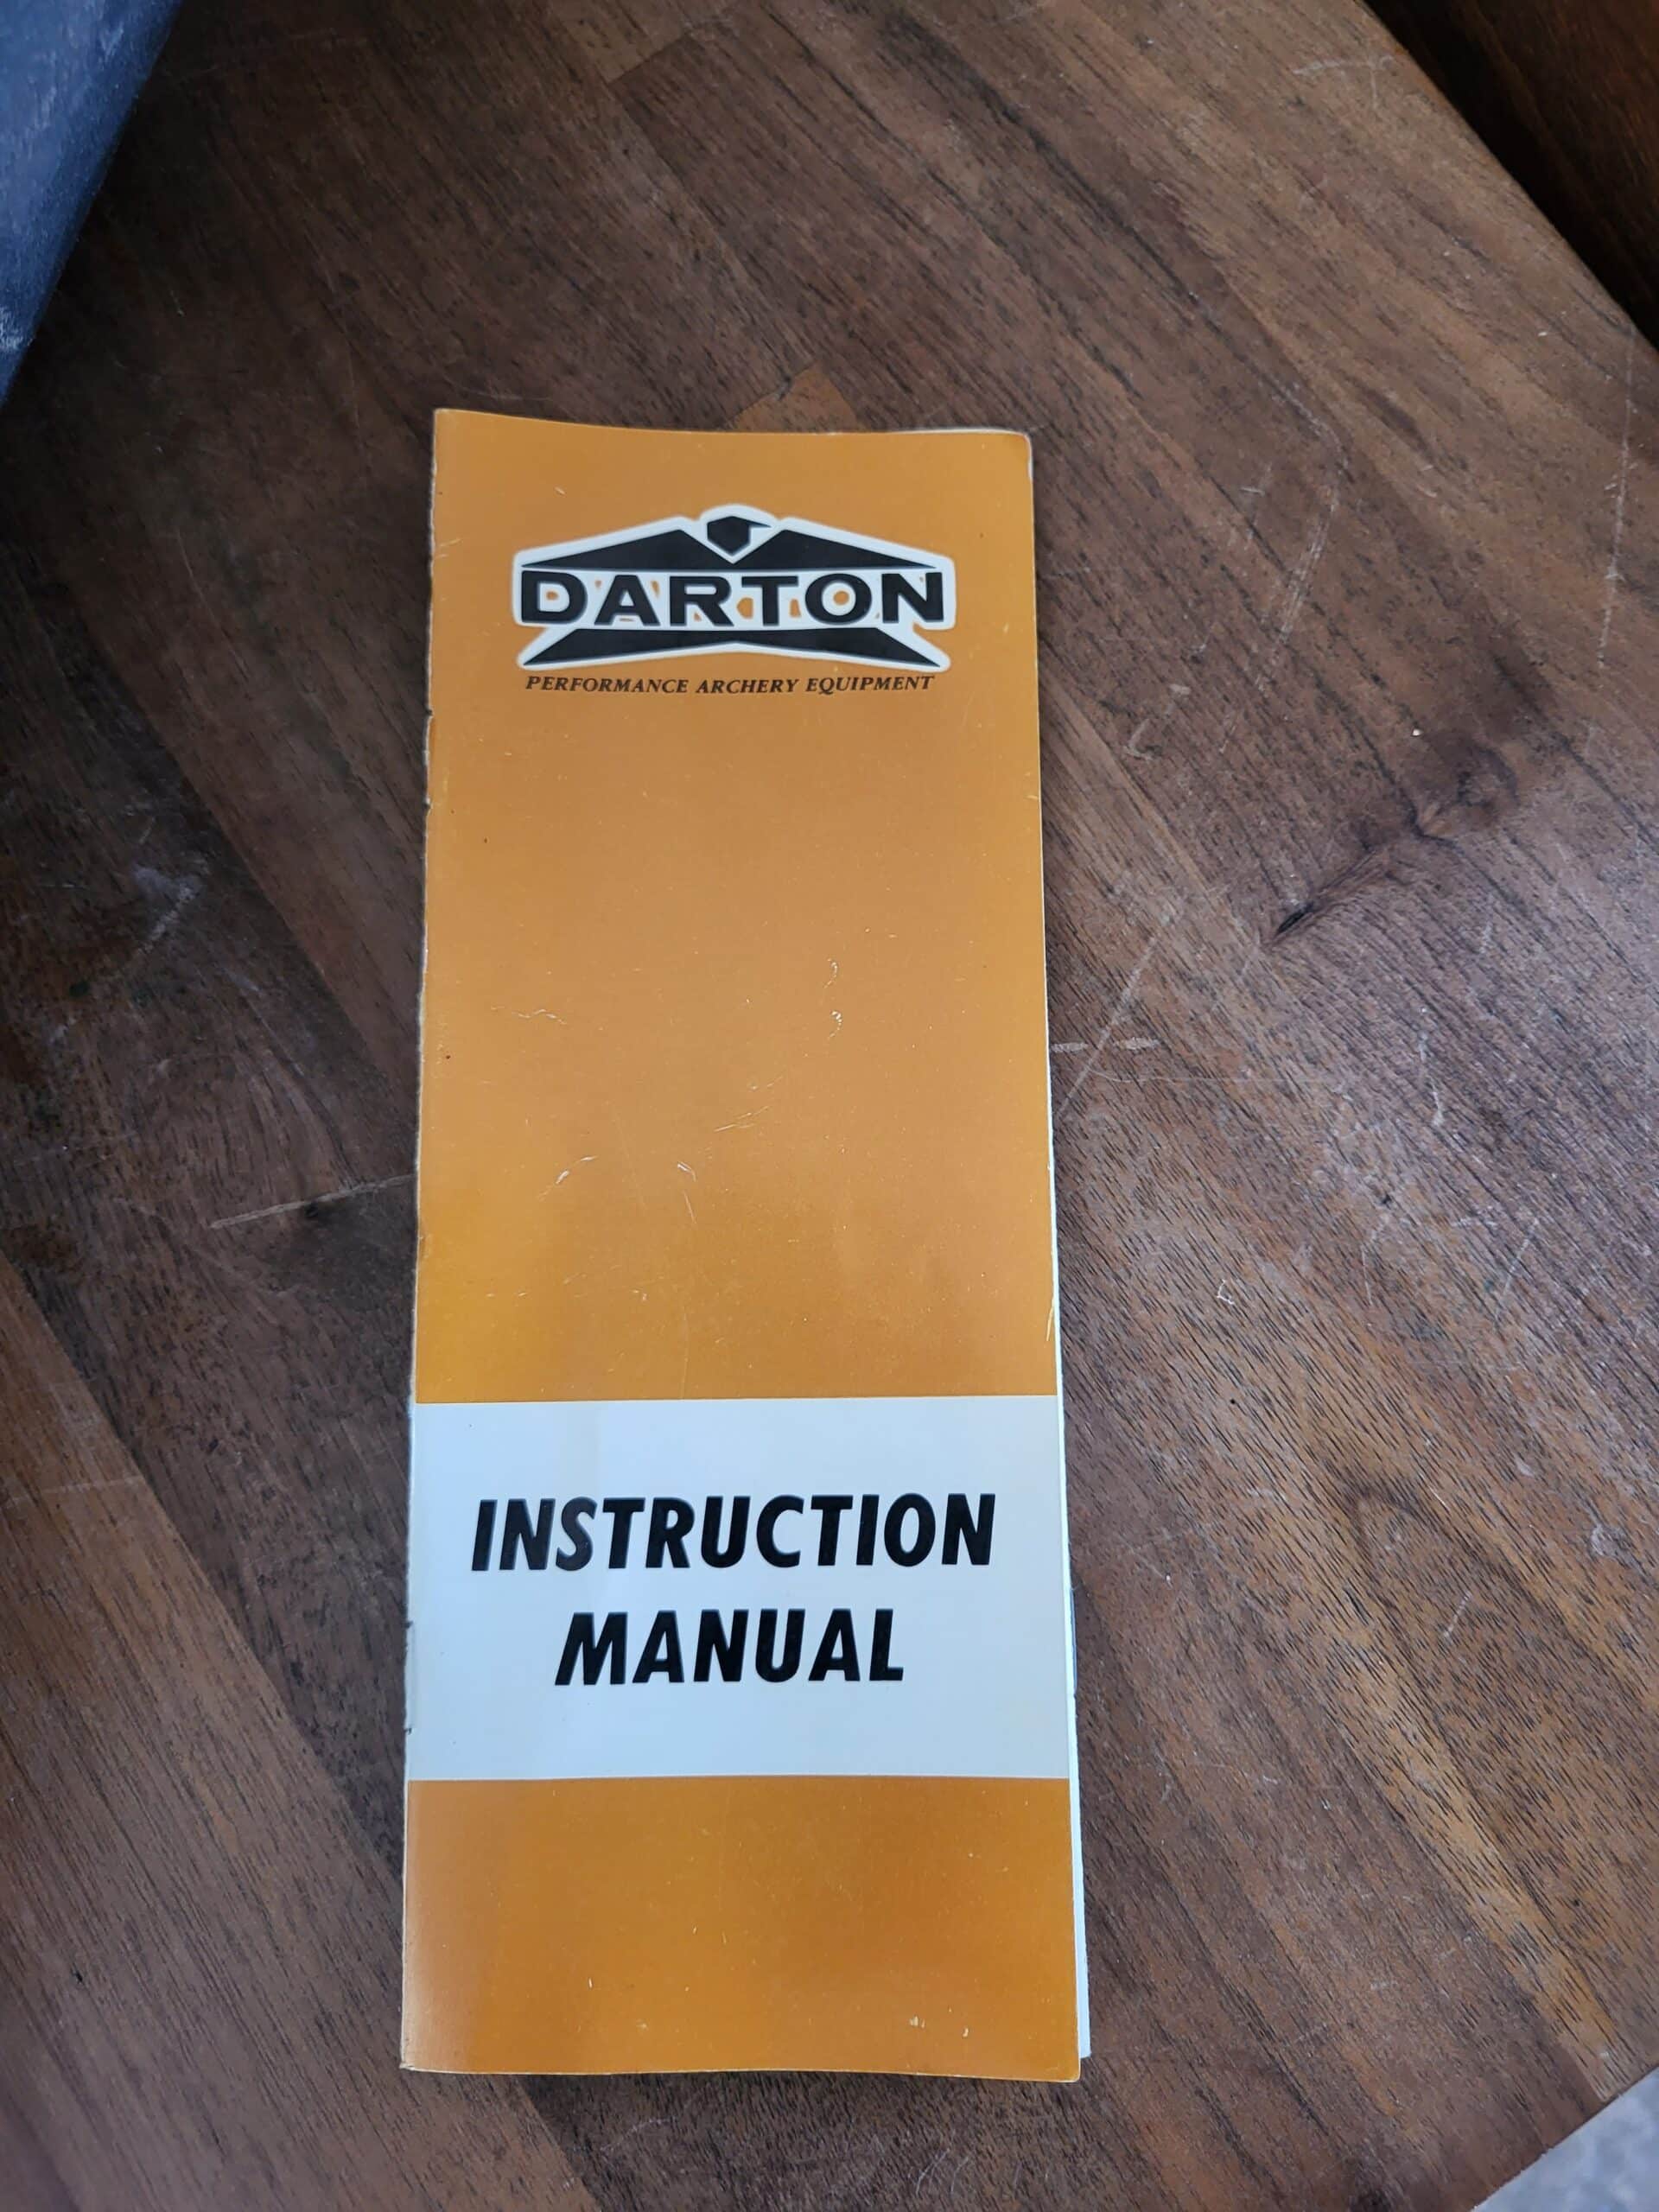 DARTON
PERFORMANCE ARCHERY EQUIPMENT
INSTRUCTION
MANUAL